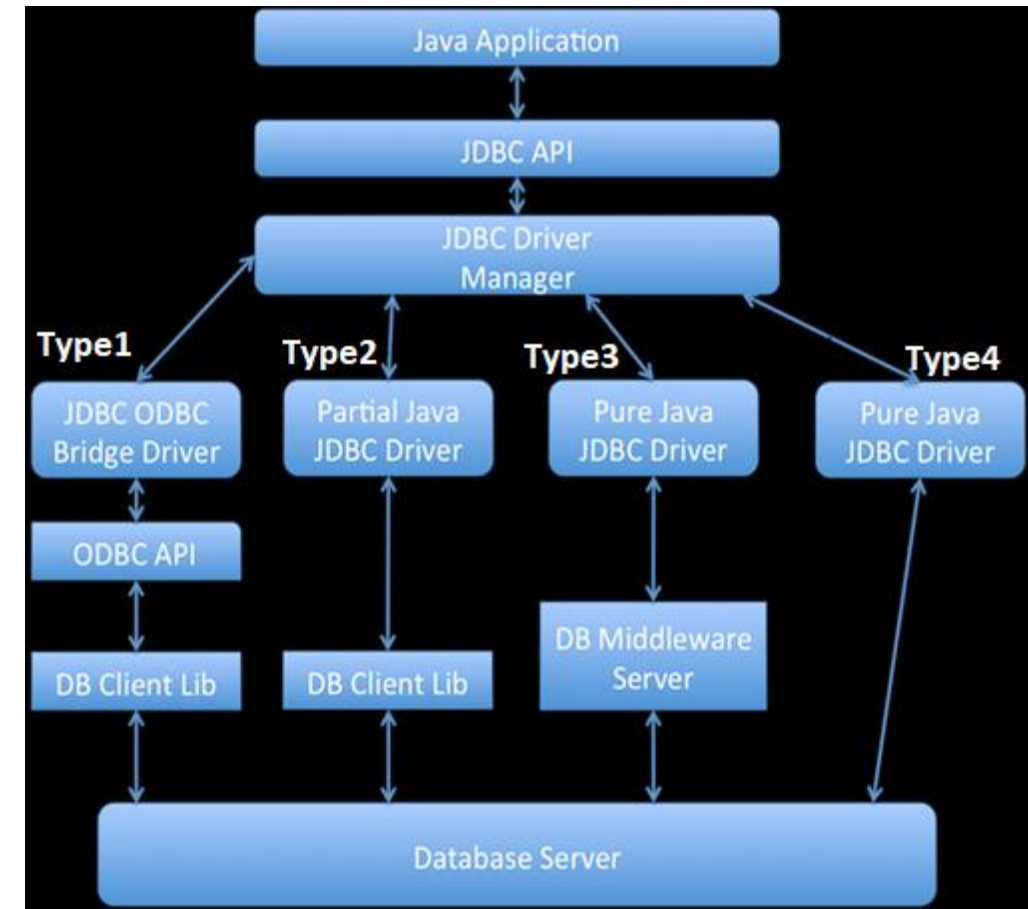 Java Application
JDBC API
JDBC Driver
Manager
Type1
Type2
Type3
Type4
JDBC ODBC
Bridge Driver
Partial Java
JDBC Driver
Pure Java
JDBC Driver
Pure Java
JDBC Driver
ODBC API
DB Client Lib
DB Client Lib
DB Middleware
Server
Database Server